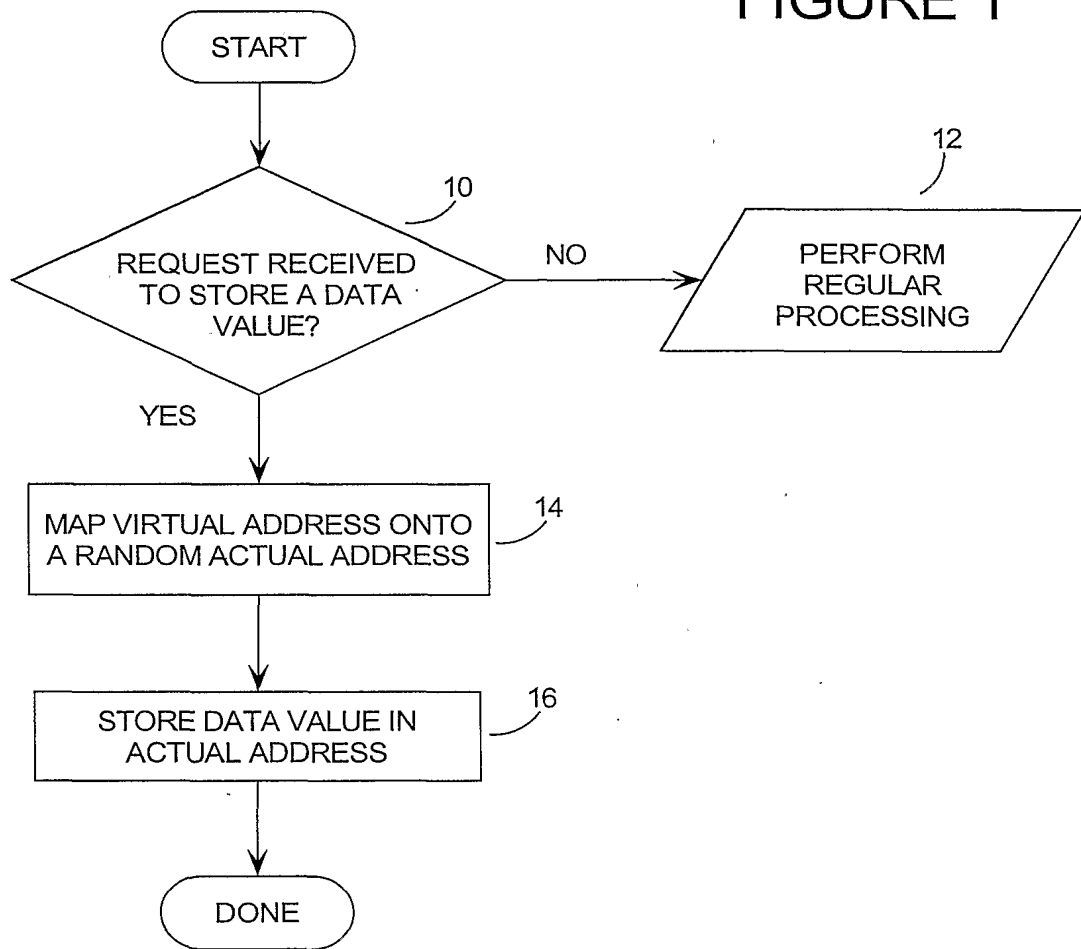 FIGURE 1
START
10
REQUEST RECEIVED
TO STORE A DATA
VALUE?
NO
12
PERFORM
REGULAR
PROCESSING
YES
14
MAP VIRTUAL ADDRESS ONTO
A RANDOM ACTUAL ADDRESS
16
STORE DATA VALUE IN
ACTUAL ADDRESS
DONE